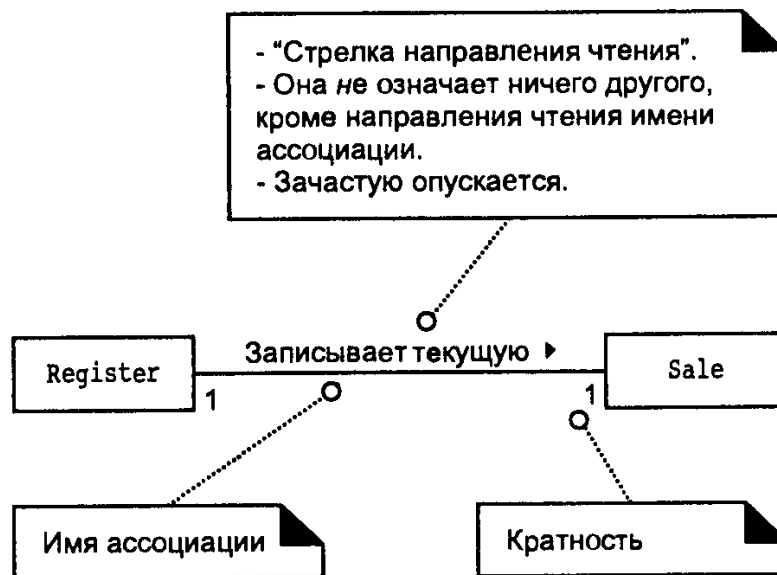 - “Стрелка направления чтения”.
- Она не означает ничего другого,
кроме направления чтения имени
ассоциации.
- Зачастую опускается.
Записывает текущую
Register
Sale
1
1
Имя ассоциации
Кратность